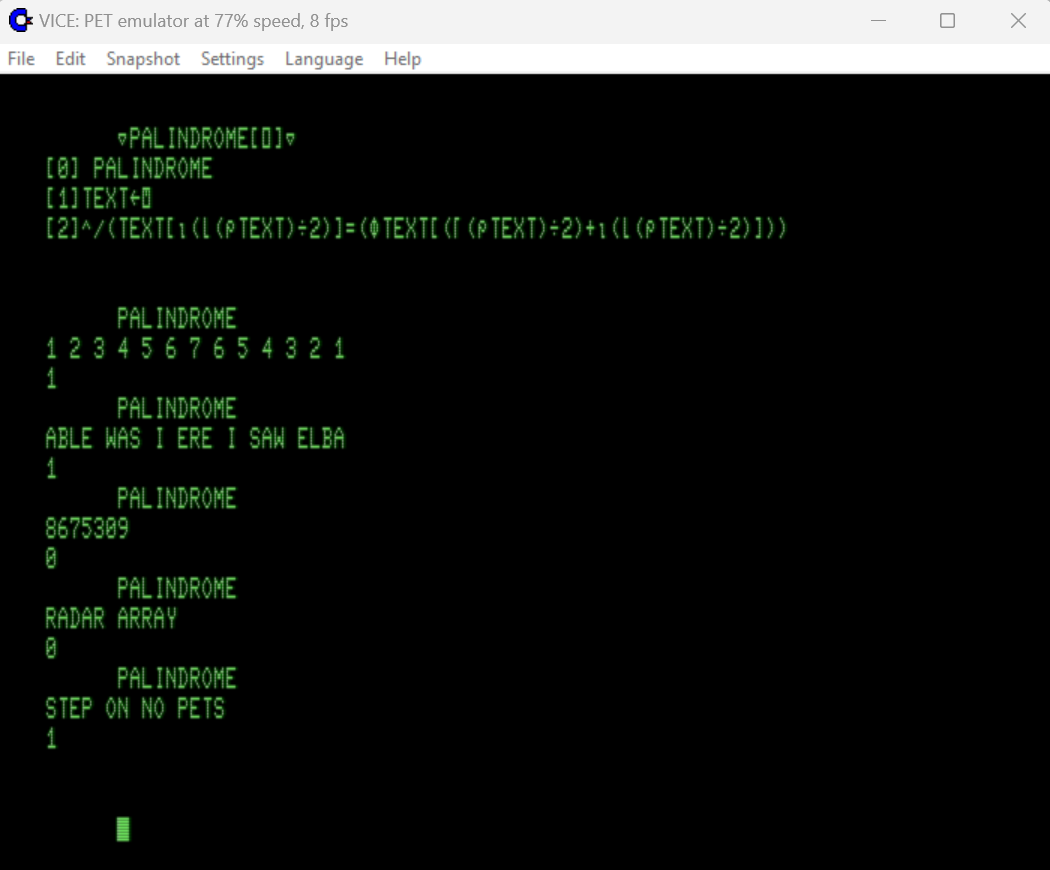 VICE: PET emulator at 77% speed, 8 fps
File Edit Snapshot Settings Language Help
∇PALINDROME[⎕]∇
[0] PALINDROME
[1]TEXT←⍞
[2]^/(TEXT[⍳(⌊(⍴TEXT)÷2)]=(⌽TEXT[(⌈(⍴TEXT)÷2)+⍳(⌊(⍴TEXT)÷2)]))
PALINDROME
1 2 3 4 5 6 7 6 5 4 3 2 1
1
PALINDROME
ABLE WAS I ERE I SAW ELBA
1
PALINDROME
8675309
0
PALINDROME
RADAR ARRAY
0
PALINDROME
STEP ON NO PETS
1